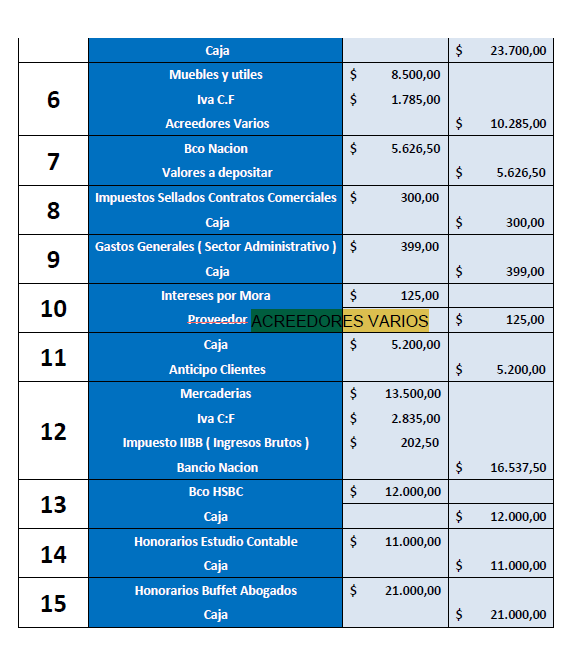 Caja $ 23.700,00
6 Muebles y utiles $ 8.500,00
Iva C.F $ 1.785,00
Acreedores Varios $ 10.285,00
7 Bco Nacion $ 5.626,50
Valores a depositar $ 5.626,50
8 Impuestos Sellados Contratos Comerciales $ 300,00
Caja $ 300,00
9 Gastos Generales ( Sector Administrativo ) $ 399,00
Caja $ 399,00
10 Intereses por Mora $ 125,00
Proveedor ACREEDORES VARIOS $ 125,00
11 Caja $ 5.200,00
Anticipo Clientes $ 5.200,00
12 Mercaderias $ 13.500,00
Iva C:F $ 2.835,00
Impuesto IIBB ( Ingresos Brutos ) $ 202,50
Bancio Nacion $ 16.537,50
13 Bco HSBC $ 12.000,00
Caja $ 12.000,00
14 Honorarios Estudio Contable $ 11.000,00
Caja $ 11.000,00
15 Honorarios Buffet Abogados $ 21.000,00
Caja $ 21.000,00